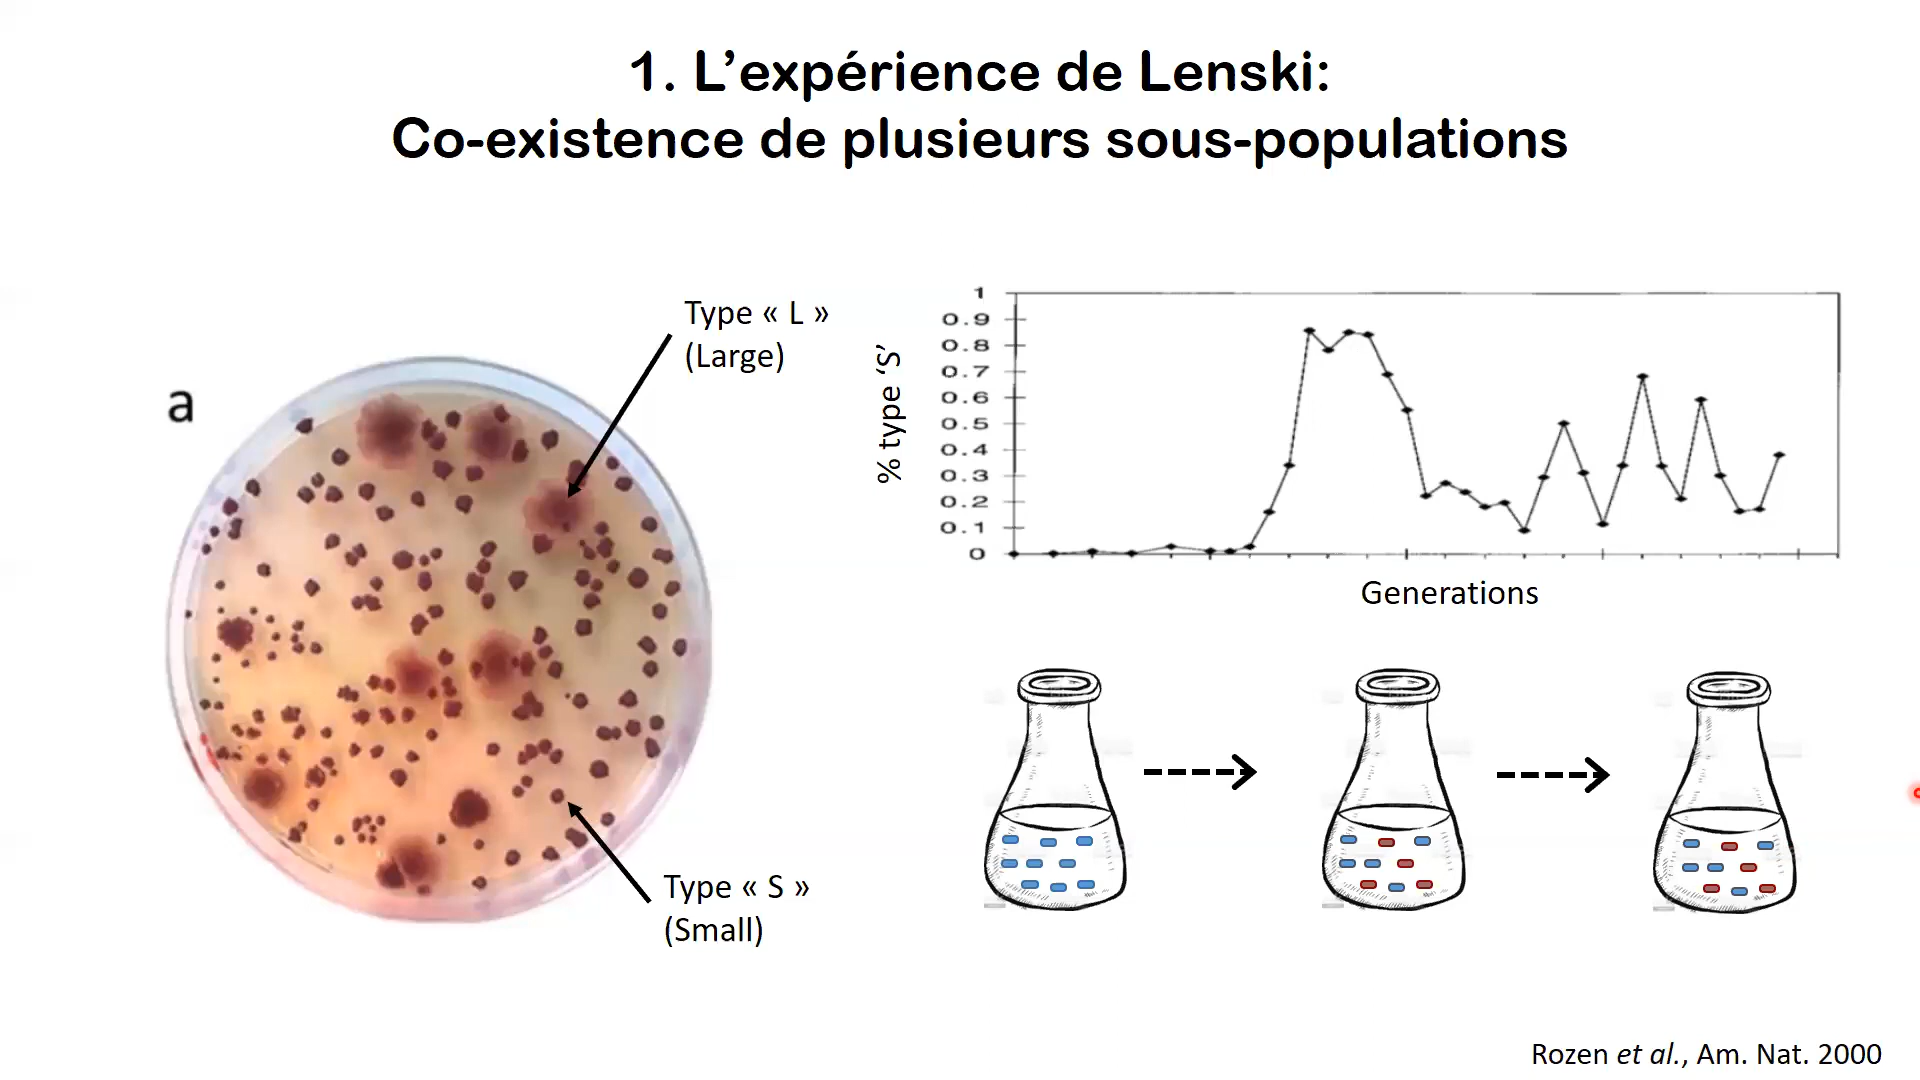 1. L’expérience de Lenski:
Co-existence de plusieurs sous-populations
a
Type « L »
(Large)
Type « S »
(Small)
% type ‘S’
1
0.9
0.8
0.7
0.6
0.5
0.4
0.3
0.2
0.1
0
Generations
Rozen et al., Am. Nat. 2000